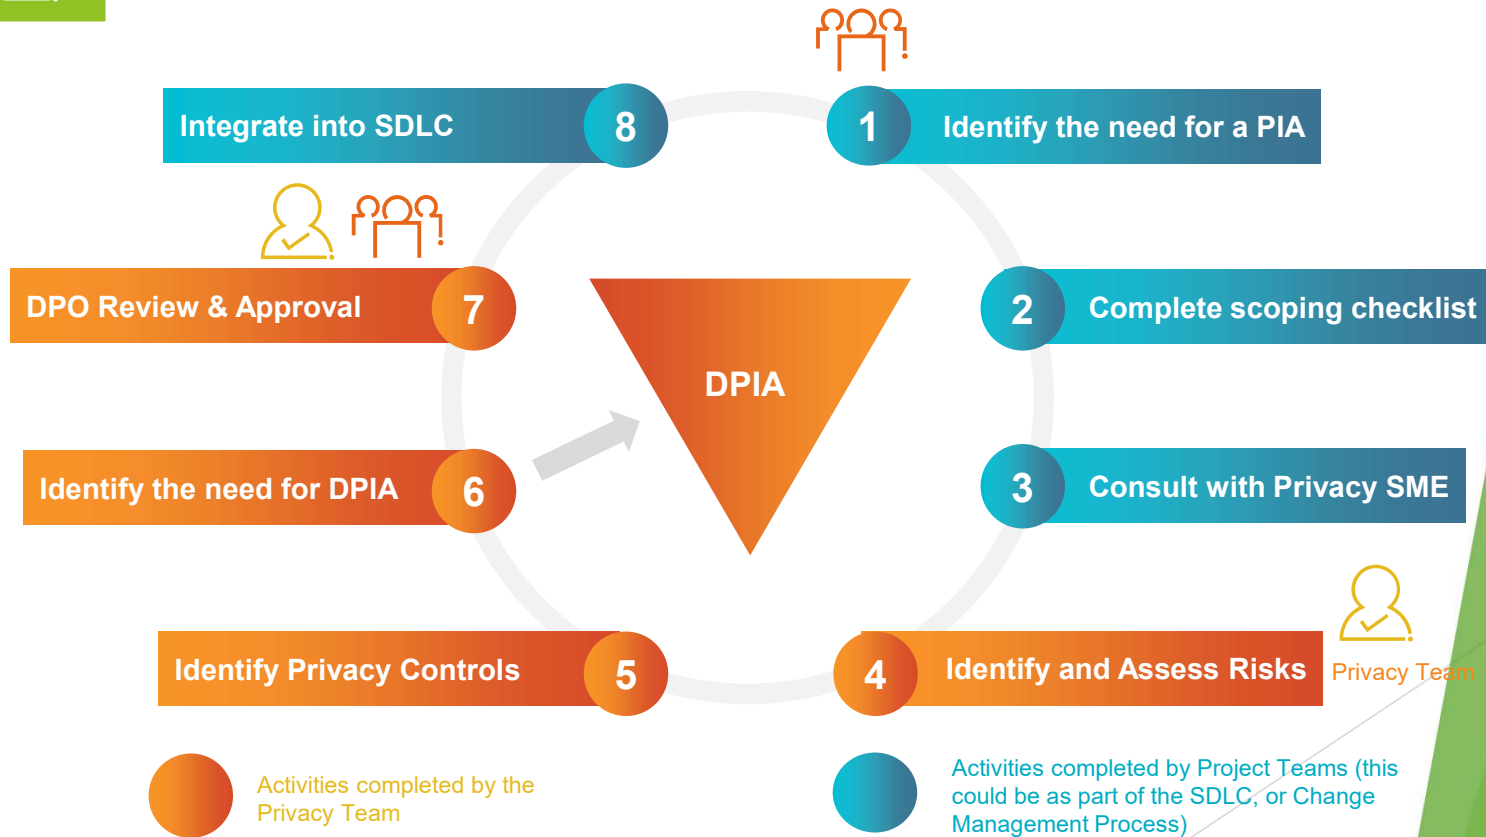 Integrate into SDLC
8
1
Identify the need for a PIA
DPO Review & Approval
7
2
Complete scoping checklist
DPIA
Identify the need for DPIA
6
3
Consult with Privacy SME
Identify Privacy Controls
5
4
Identify and Assess Risks
Privacy Team
Activities completed by the
Privacy Team
Activities completed by Project Teams (this
could be as part of the SDLC, or Change
Management Process)